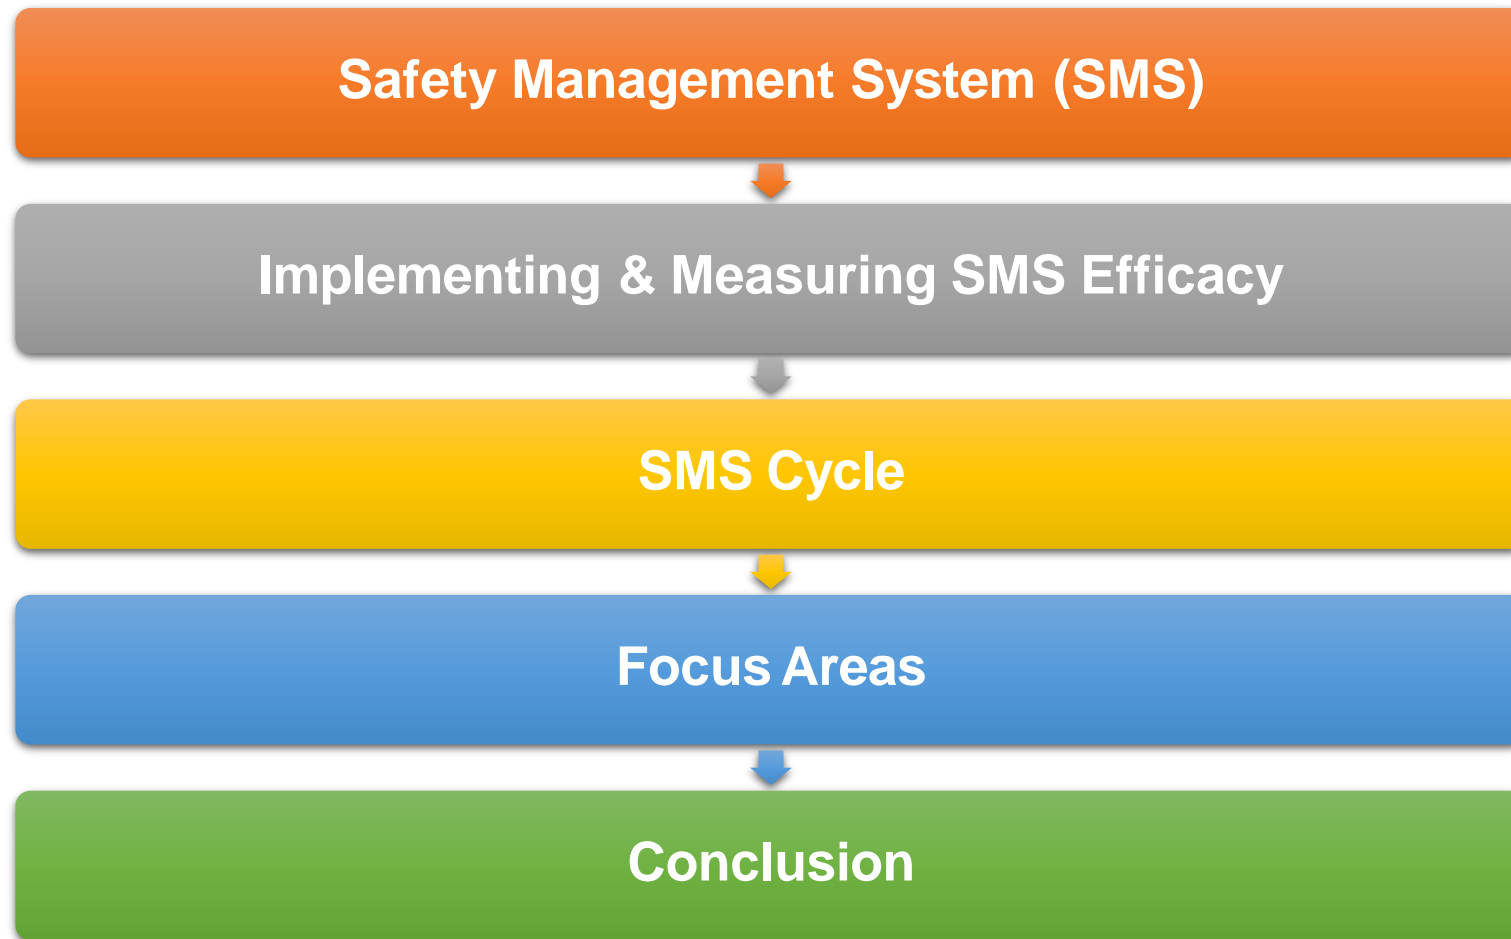 Safety Management System (SMS)
Implementing & Measuring SMS Efficacy
SMS Cycle
Focus Areas
Conclusion